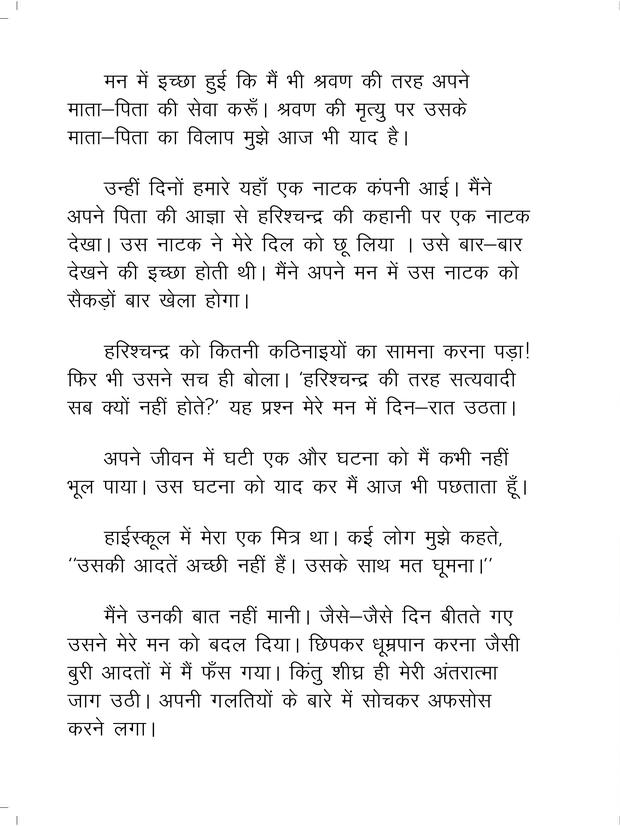 मन में इच्छा हुई कि मैं भी श्रवण की तरह अपने
माता–पिता की सेवा करूँ। श्रवण की मृत्यु पर उसके
माता–पिता का विलाप मुझे आज भी याद है।
उन्हीं दिनों हमारे यहाँ एक नाटक कंपनी आई। मैंने
अपने पिता की आज्ञा से हरिश्चन्द्र की कहानी पर एक नाटक
देखा। उस नाटक ने मेरे दिल को छू लिया । उसे बार–बार
देखने की इच्छा होती थी। मैंने अपने मन में उस नाटक को
सैकड़ों बार खेला होगा।
हरिश्चन्द्र को कितनी कठिनाइयों का सामना करना पड़ा!
फिर भी उसने सच ही बोला। ‘हरिश्चन्द्र की तरह सत्यवादी
सब क्यों नहीं होते?’ यह प्रश्न मेरे मन में दिन–रात उठता।
अपने जीवन में घटी एक और घटना को मैं कभी नहीं
भूल पाया। उस घटना को याद कर मैं आज भी पछताता हूँ।
हाईस्कूल में मेरा एक मित्र था। कई लोग मुझे कहते,
‘‘उसकी आदतें अच्छी नहीं हैं। उसके साथ मत घूमना।’’
मैंने उनकी बात नहीं मानी। जैसे–जैसे दिन बीतते गए
उसने मेरे मन को बदल दिया। छिपकर धूम्रपान करना जैसी
बुरी आदतों में मैं फँस गया। किंतु शीघ्र ही मेरी अंतरात्मा
जाग उठी। अपनी गलतियों के बारे में सोचकर अफसोस
करने लगा।